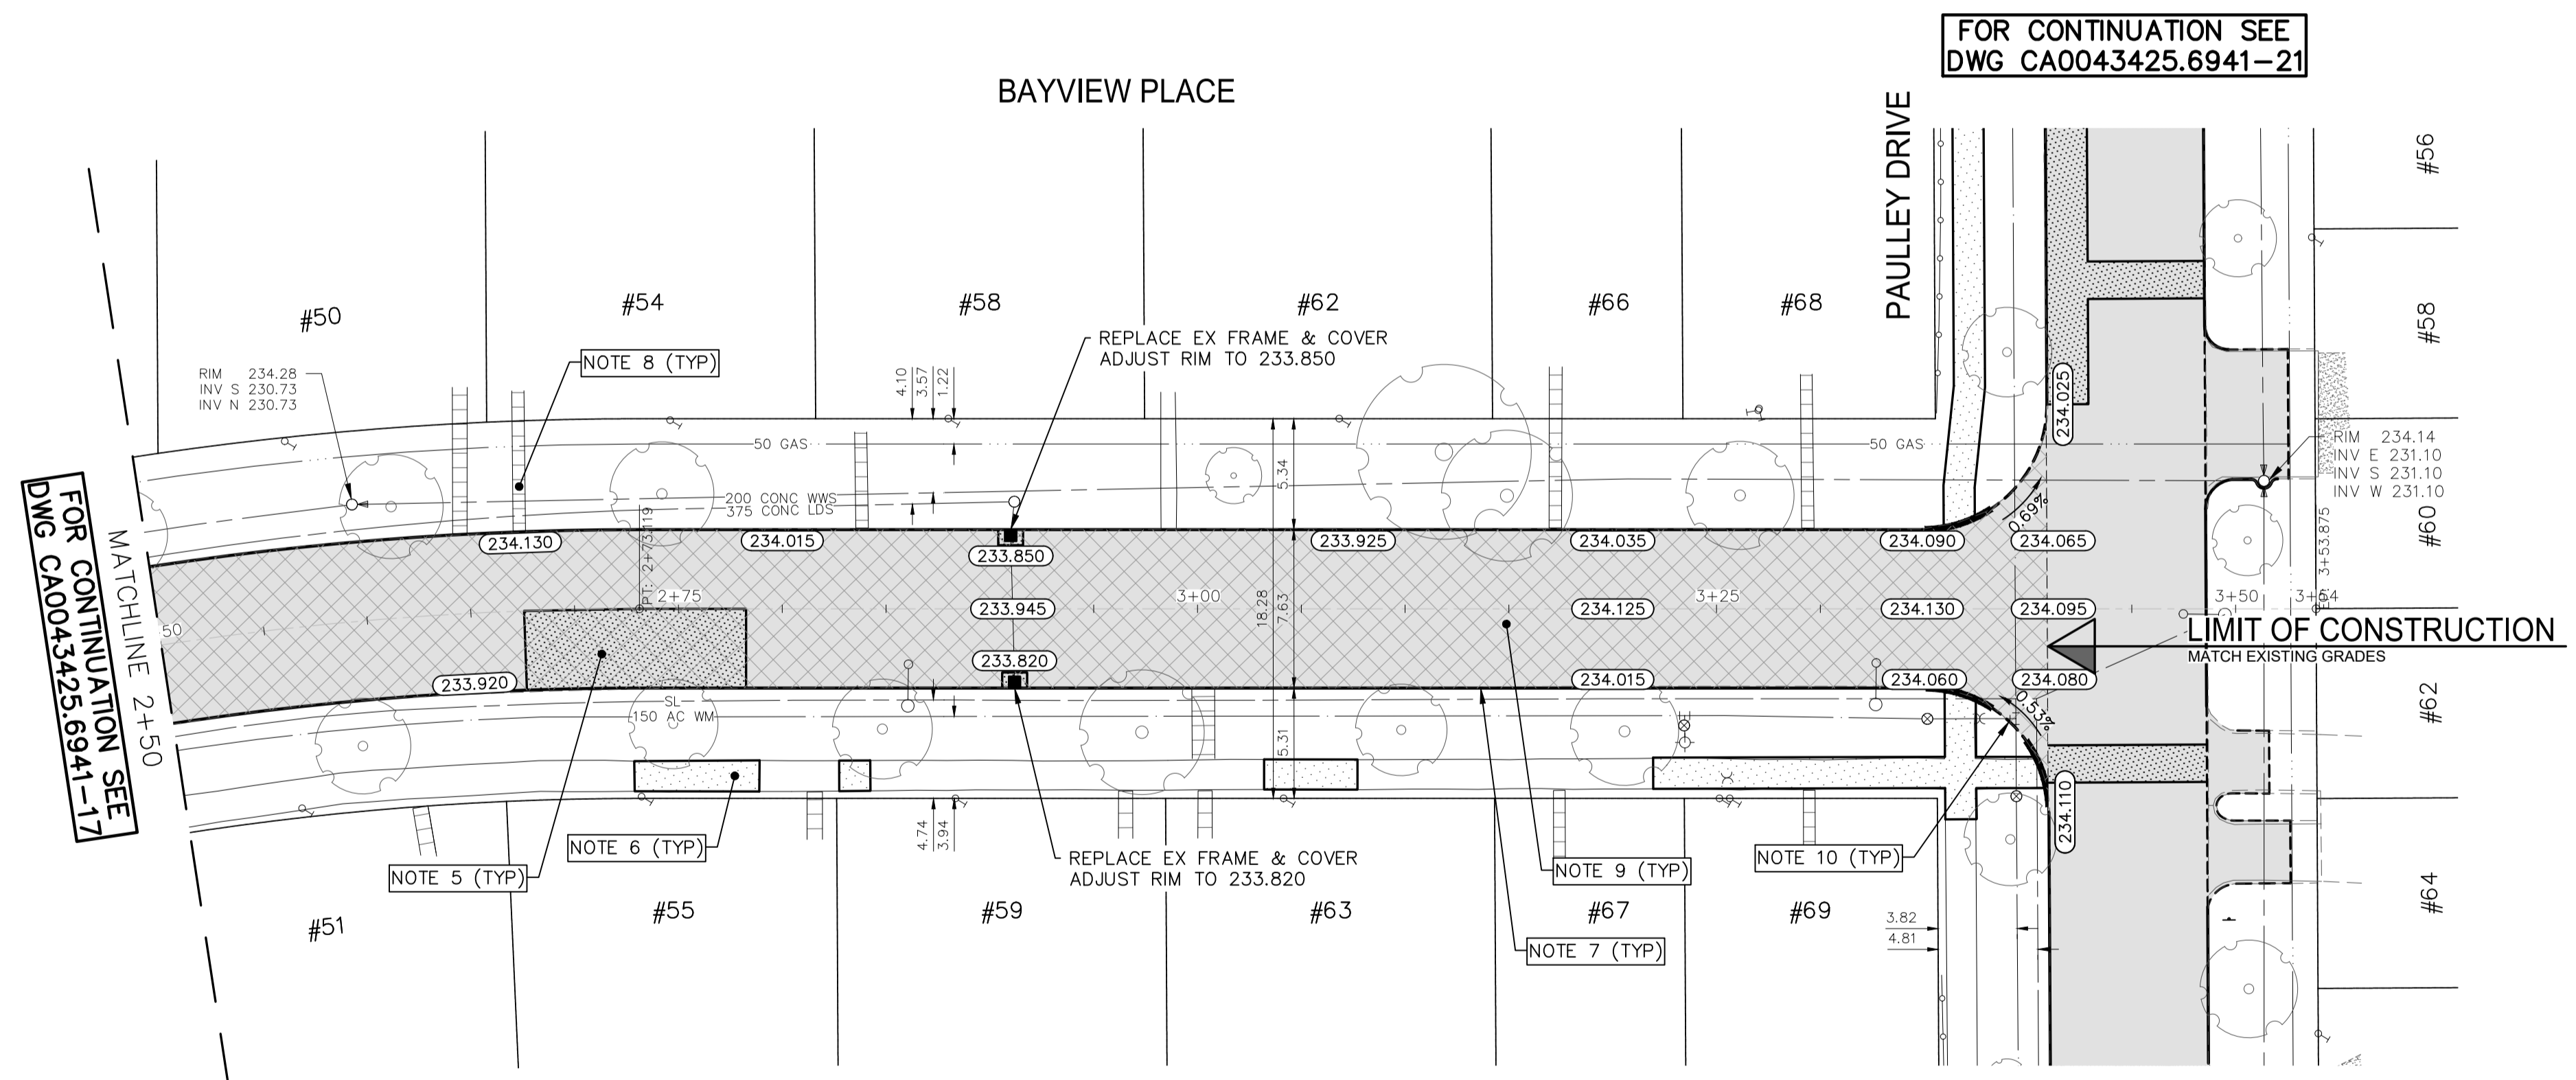 FOR CONTINUATION SEE
DWG CA0043425.6941-21
BAYVIEW PLACE
PAULLEY DRIVE
#50
#54
#58
#62
#66
#68
#56
#58
#60
#62
#64
REPLACE EX FRAME & COVER
ADJUST RIM TO 233.850
NOTE 8 (TYP)
RIM 234.28
INV S 230.73
INV N 230.73
4.10
3.57
1.22
50 GAS
50 GAS
200 CONC WWS
375 CONC LDS
5.34
18.28
7.63
5.31
234.025
RIM 234.14
INV E 231.10
INV S 231.10
INV W 231.10
0.69%
234.130
234.015
233.850
233.925
234.035
234.090
234.065
PT: 2+73.119
2+75
3+00
3+25
3+50
3+54
3+53.875
50
233.945
234.125
234.130
234.095
LIMIT OF CONSTRUCTION
MATCH EXISTING GRADES
233.920
233.820
234.015
234.060
234.080
0.53%
234.110
FOR CONTINUATION SEE
DWG CA0043425.6941-17
MATCHLINE 2+50
SL
150 AC WM
4.74
3.94
NOTE 5 (TYP)
NOTE 6 (TYP)
REPLACE EX FRAME & COVER
ADJUST RIM TO 233.820
NOTE 9 (TYP)
NOTE 10 (TYP)
NOTE 7 (TYP)
3.82
4.81
#51
#55
#59
#63
#67
#69